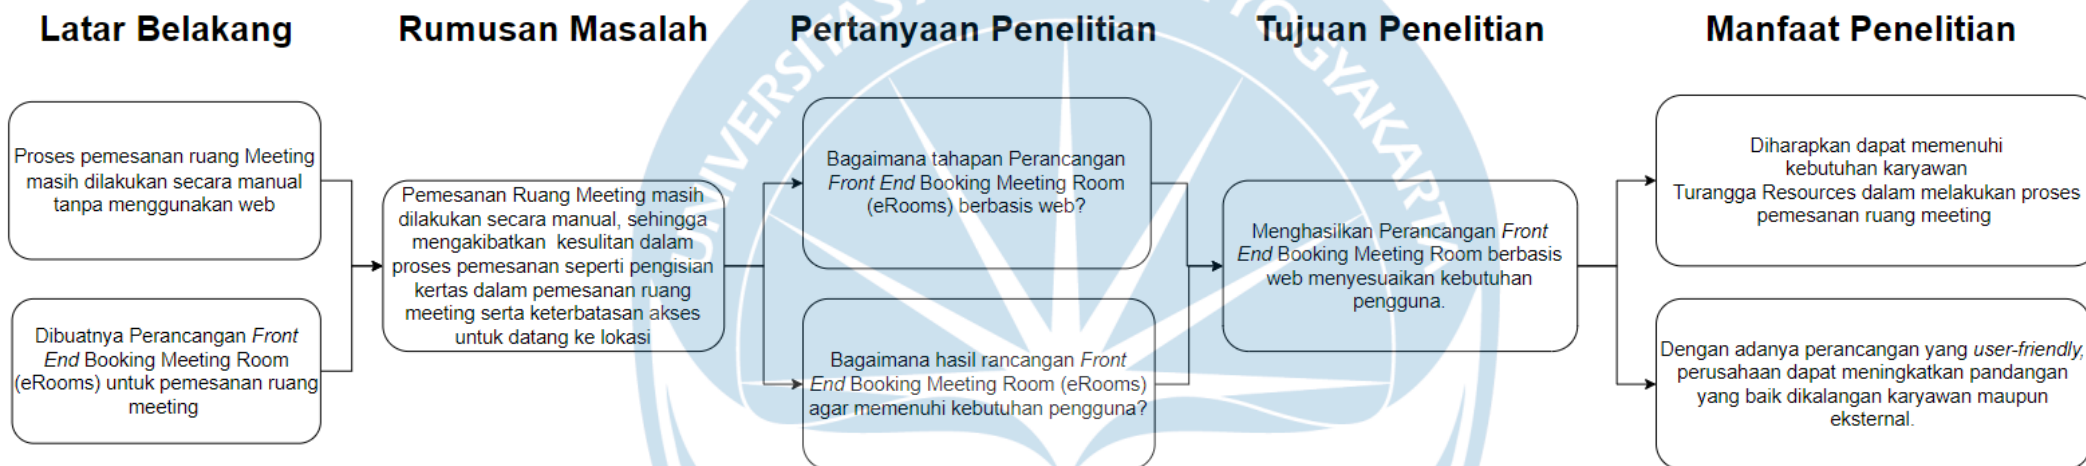 Latar Belakang
Rumusan Masalah
Pertanyaan Penelitian
Tujuan Penelitian
Manfaat Penelitian
Proses pemesanan ruang Meeting
masih dilakukan secara manual
tanpa menggunakan web
Dibuatnya Perancangan Front
End Booking Meeting Room
(eRooms) untuk pemesanan ruang
meeting
Pemesanan Ruang Meeting masih
dilakukan secara manual, sehingga
mengakibatkan kesulitan dalam
proses pemesanan seperti pengisian
kertas dalam pemesanan ruang
meeting serta keterbatasan akses
untuk datang ke lokasi
Bagaimana tahapan Perancangan
Front End Booking Meeting Room
(eRooms) berbasis web?
Bagaimana hasil rancangan Front
End Booking Meeting Room (eRooms)
agar memenuhi kebutuhan pengguna?
Menghasilkan Perancangan Front
End Booking Meeting Room berbasis
web menyesuaikan kebutuhan
pengguna.
Diharapkan dapat memenuhi
kebutuhan karyawan
Turangga Resources dalam melakukan proses
pemesanan ruang meeting
Dengan adanya perancangan yang user-friendly,
perusahaan dapat meningkatkan pandangan
yang baik dikalangan karyawan maupun
eksternal.
UNIVERSITAS
YOGYAKARTA